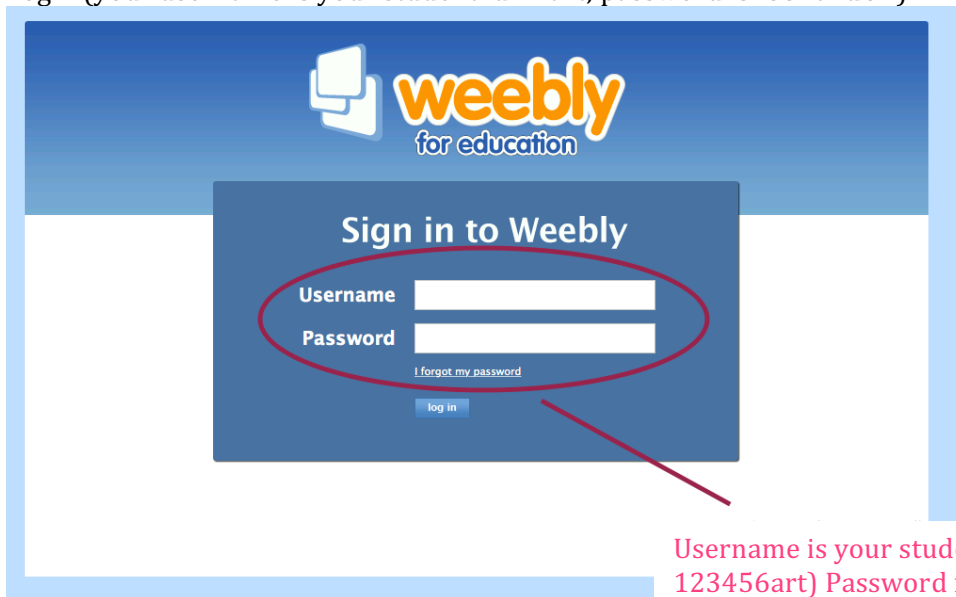 weebly
for education
Sign in to Weebly
Username
Password
I forgot my password
log in
Username is your
123456art) Password